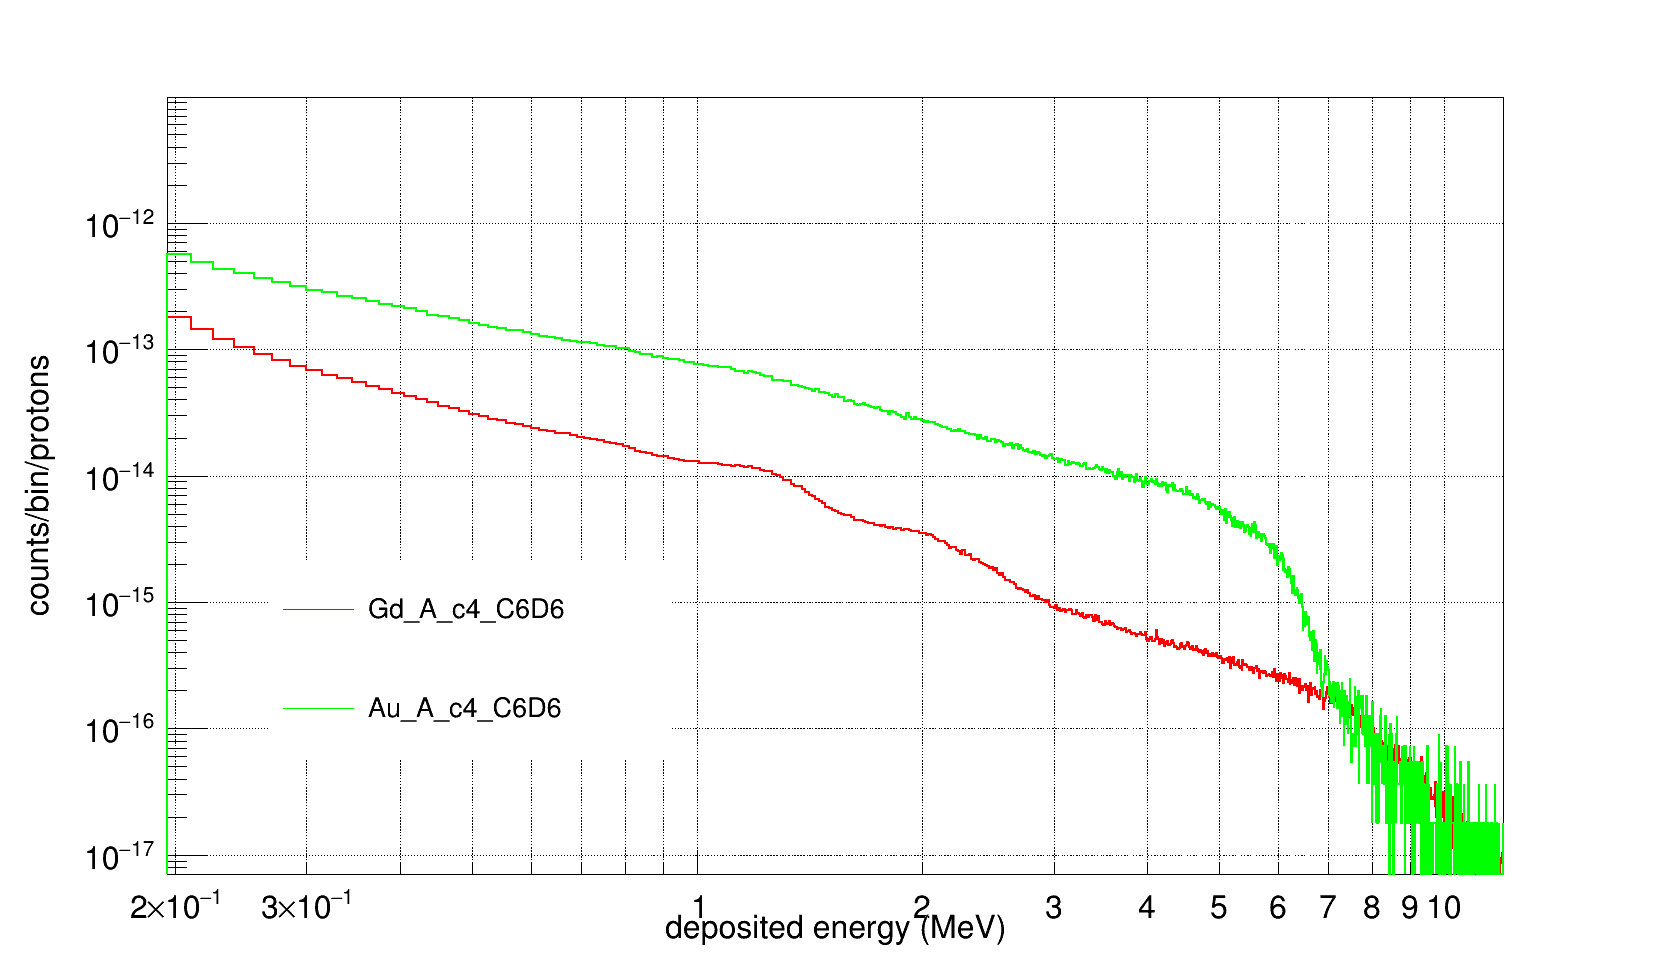 10⁻¹²
10⁻¹³
10⁻¹⁴
10⁻¹⁵
10⁻¹⁶
10⁻¹⁷
counts/bin/protons
Gd_A_c4_C6D6
Au_A_c4_C6D6
2×10⁻¹ 3×10⁻¹ 1 2 3 4 5 6 7 8 9 10
deposited energy (MeV)